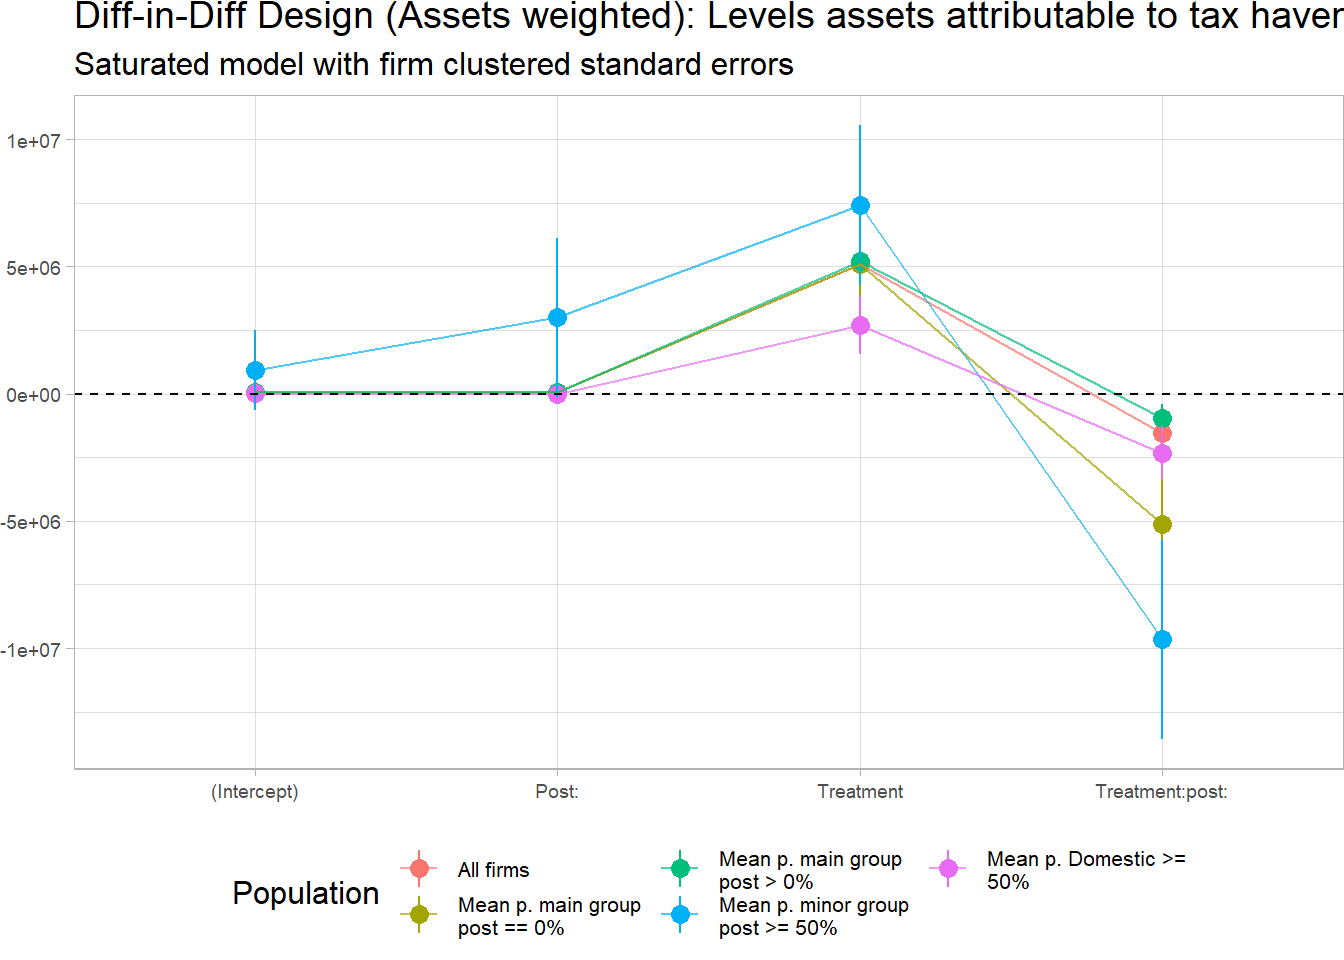 Diff-in-Diff Design (Assets weighted): Levels assets attributable to tax haven
Saturated model with firm clustered standard errors
1e+07
5e+06
0e+00
-5e+06
-1e+07
(Intercept)
Post:
Treatment
Treatment:post:
Population
All firms
Mean p. main group
post == 0%
Mean p. main group
post > 0%
Mean p. minor group
post >= 50%
Mean p. Domestic >=
50%